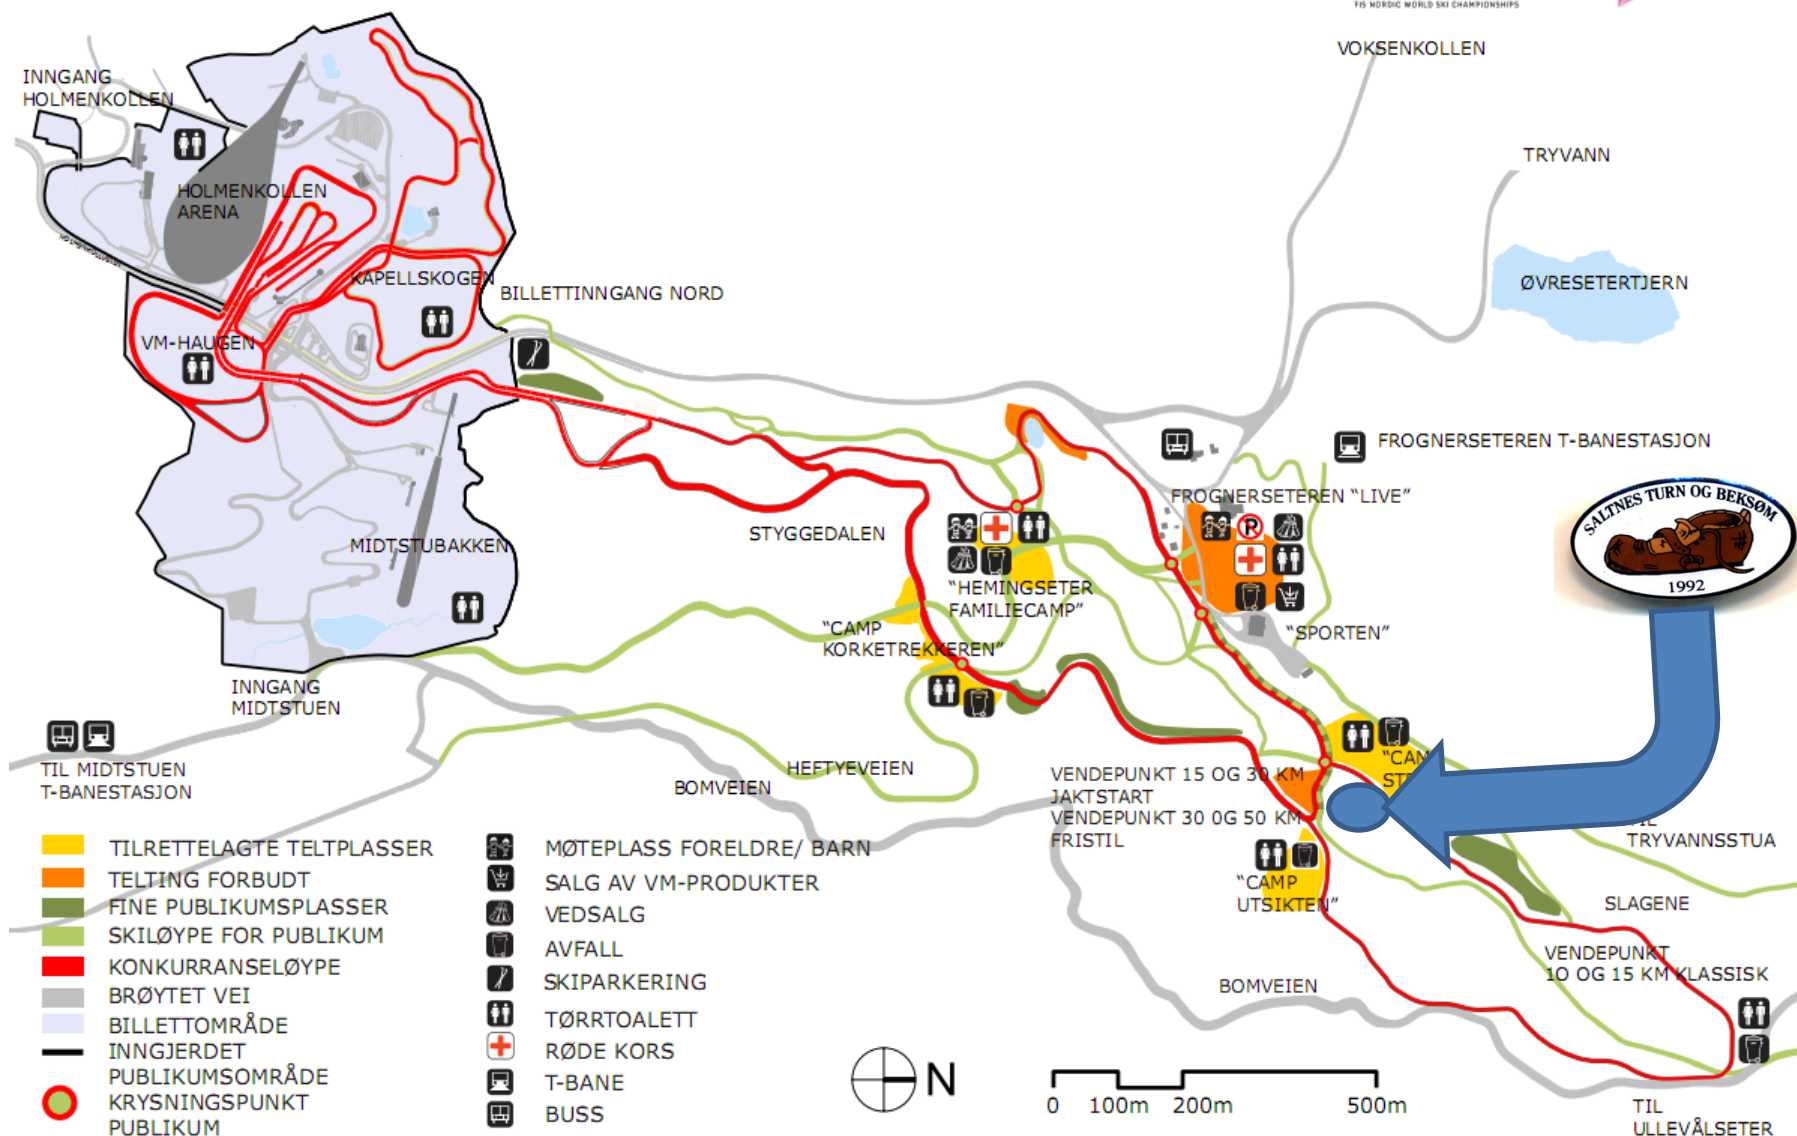 FIS NORDIC WORLD SKI CHAMPIONSHIPS
VOKSENKOLLEN
INNGANG
HOLMENKOLLEN
TRYVANN
HOLMENKOLLEN
ARENA
KAPELLSKOGEN
BILLETTINNGANG NORD
ØVRESETERTJERN
VM-HAUGEN
FROGNERSETEREN T-BANESTASJON
FROGNERSETEREN "LIVE"
SALTNES TURN OG BEKSØM
1992
STYGGEDALEN
MIDTSTUBAKKEN
"HEMINGSETER
FAMILIECAMP"
"CAMP
KORKETREKKEREN"
"SPORTEN"
INNGANG
MIDTSTUEN
TIL MIDTSTUEN
T-BANESTASJON
HEFTYEVEIEN
BOMVEIEN
VENDEPUNKT 15 OG 30 KM
JAKTSTART
VENDEPUNKT 30 0G 50 KM
FRISTIL
TRYVANNSSTUA
"CAMP
UTSIKTEN"
SLAGENE
VENDEPUNKT
10 OG 15 KM KLASSISK
BOMVEIEN
TIL
ULLEVÅLSETER
TILRETTELAGTE TELTPLASSER
TELTING FORBUDT
FINE PUBLIKUMSPLASSER
SKILØYPE FOR PUBLIKUM
KONKURRANSELØYPE
BRØYTET VEI
BILLETTOMRÅDE
INNGJERDET
PUBLIKUMSOMRÅDE
KRYSNINGSPUNKT
PUBLIKUM
MØTEPLASS FORELDRE/ BARN
SALG AV VM-PRODUKTER
VEDSALG
AVFALL
SKIPARKERING
TØRRTOALETT
RØDE KORS
T-BANE
BUSS
N
0 100m 200m 500m